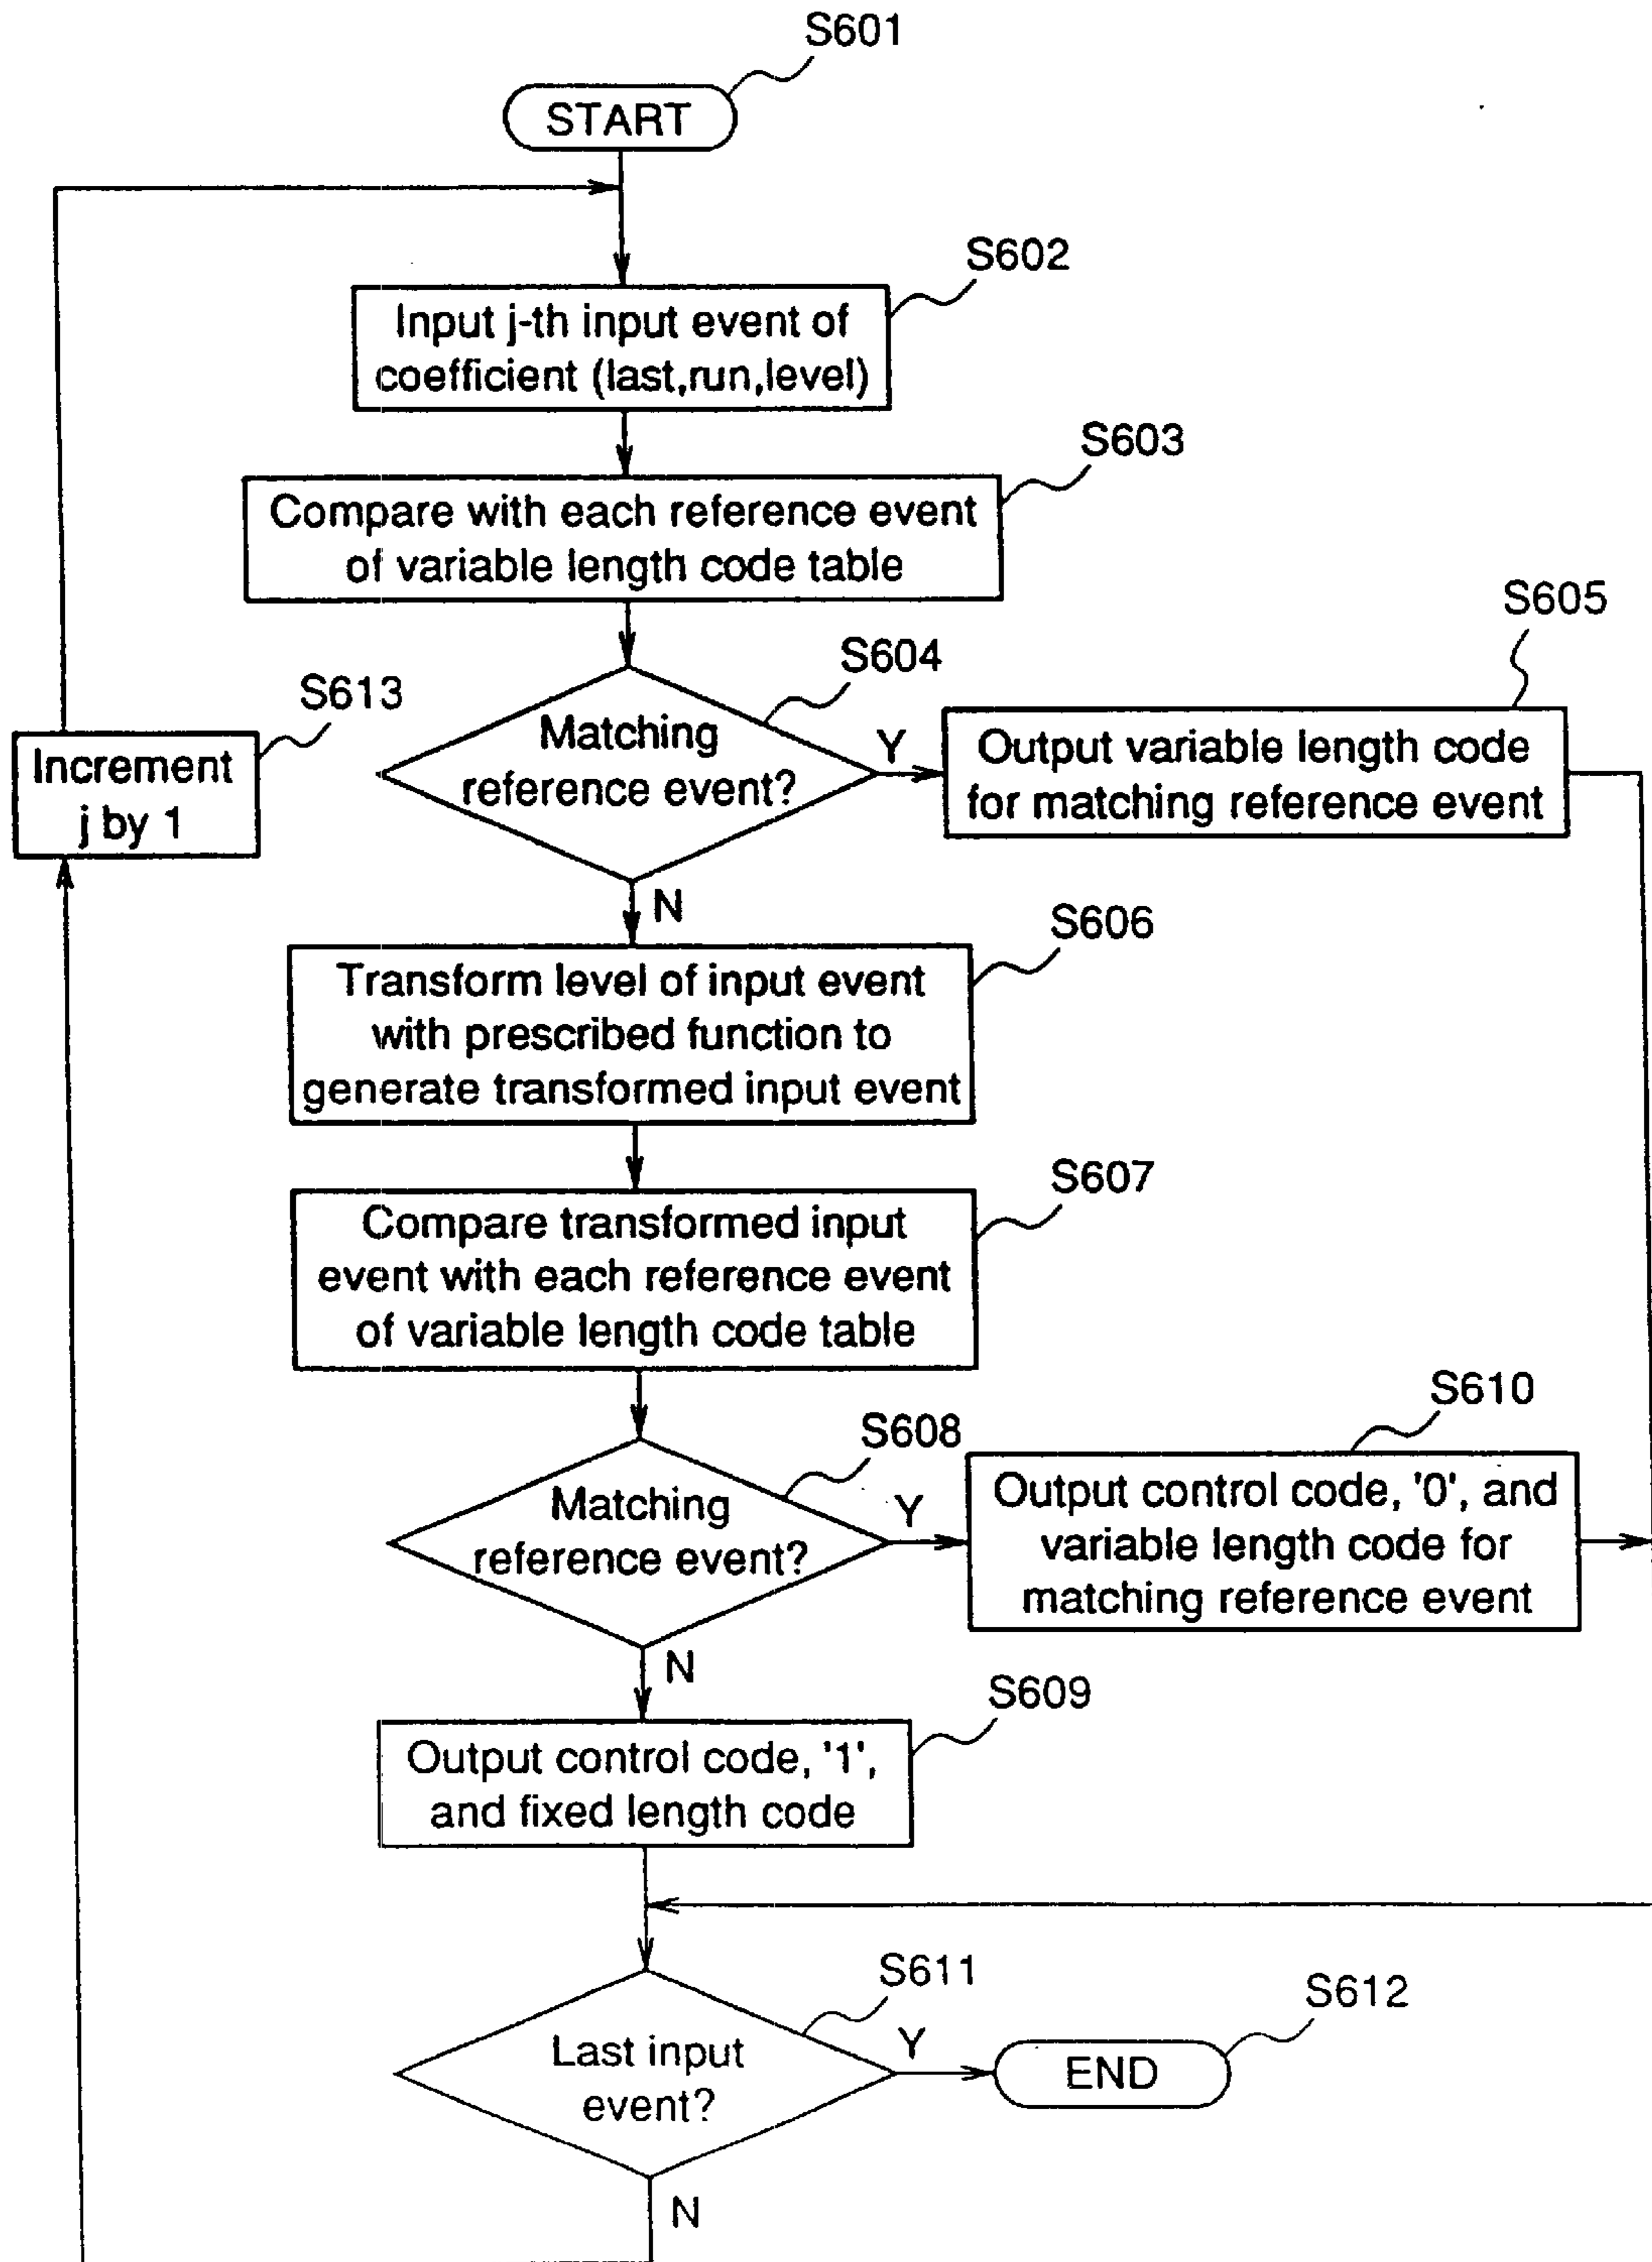 S601
START
S602
Input j-th input event of
coefficient (last,run,level)
S603
Compare with each reference event
of variable length code table
S604
Matching
reference event?
Y
S605
Output variable length code
for matching reference event
S613
Increment
j by 1
N
S606
Transform level of input event
with prescribed function to
generate transformed input event
S607
Compare transformed input
event with each reference event
of variable length code table
S608
Matching
reference event?
Y
S610
Output control code, '0', and
variable length code for
matching reference event
N
S609
Output control code, '1',
and fixed length code
S611
Last input
event?
Y
S612
END
N